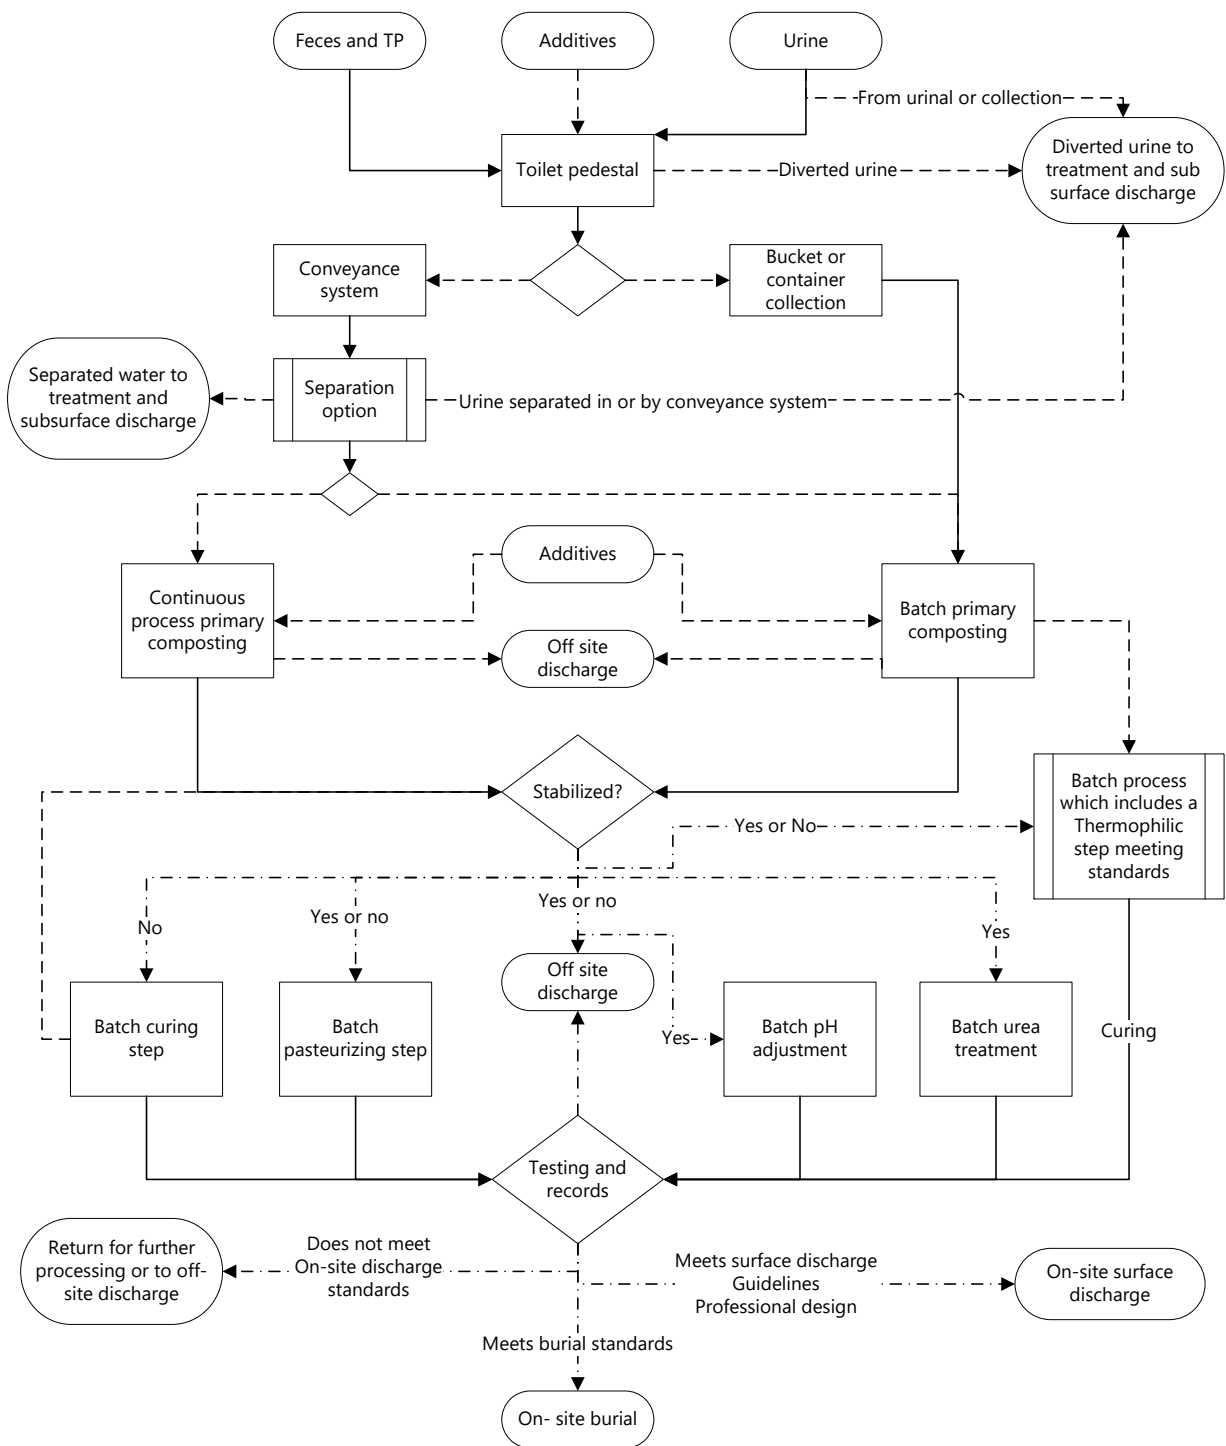 Feces and TP
Additives
Urine
From urinal or collection
Toilet pedestal
Diverted urine
Diverted urine to
treatment and sub
surface discharge
Conveyance
system
Bucket or
container
collection
Separated water to
treatment and
subsurface discharge
Separation
option
Urine separated in or by conveyance system
Additives
Continuous
process primary
composting
Batch primary
composting
Off site
discharge
Stabilized?
Batch process
which includes a
Thermophilic
step meeting
standards
Yes or No
No
Yes or no
Yes or no
Yes
Off site
discharge
Batch curing
step
Batch
pasteurizing step
Yes
Batch pH
adjustment
Batch urea
treatment
Curing
Testing and
records
Return for further
processing or to off-
site discharge
Does not meet
On-site discharge
standards
Meets surface discharge
Guidelines
Professional design
On-site surface
discharge
Meets burial standards
On- site burial